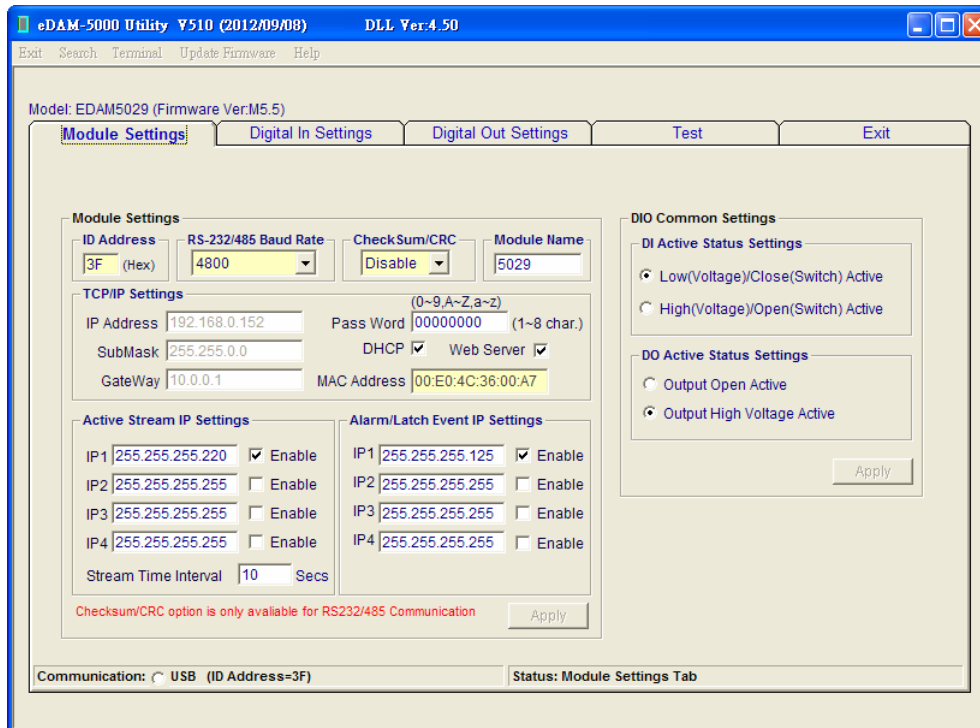 eDAM-5000 Utility V510 (2012/09/08) DLL Ver:4.50
Exit Search Terminal Update Firmware Help
Model: EDAM5029 (Firmware Ver:M5.5)
Module Settings Digital In Settings Digital Out Settings Test Exit
Module Settings
ID Address RS-232/485 Baud Rate CheckSum/CRC Module Name
3F (Hex) 4800 Disable 5029
TCP/IP Settings
(0~9,A~Z,a~z)
IP Address 192.168.0.152 Pass Word 00000000 (1~8 char.)
SubMask 255.255.0.0 DHCP Web Server
GateWay 10.0.0.1 MAC Address 00:E0:4C:36:00:A7
Active Stream IP Settings
IP1 255.255.255.220 Enable
IP2 255.255.255.255 Enable
IP3 255.255.255.255 Enable
IP4 255.255.255.255 Enable
Stream Time Interval 10 Secs
Alarm/Latch Event IP Settings
IP1 255.255.255.125 Enable
IP2 255.255.255.255 Enable
IP3 255.255.255.255 Enable
IP4 255.255.255.255 Enable
Checksum/CRC option is only avaliable for RS232/485 Communication
Apply
DIO Common Settings
DI Active Status Settings
Low(Voltage)/Close(Switch) Active
High(Voltage)/Open(Switch) Active
DO Active Status Settings
Output Open Active
Output High Voltage Active
Apply
Communication: USB (ID Address=3F)
Status: Module Settings Tab